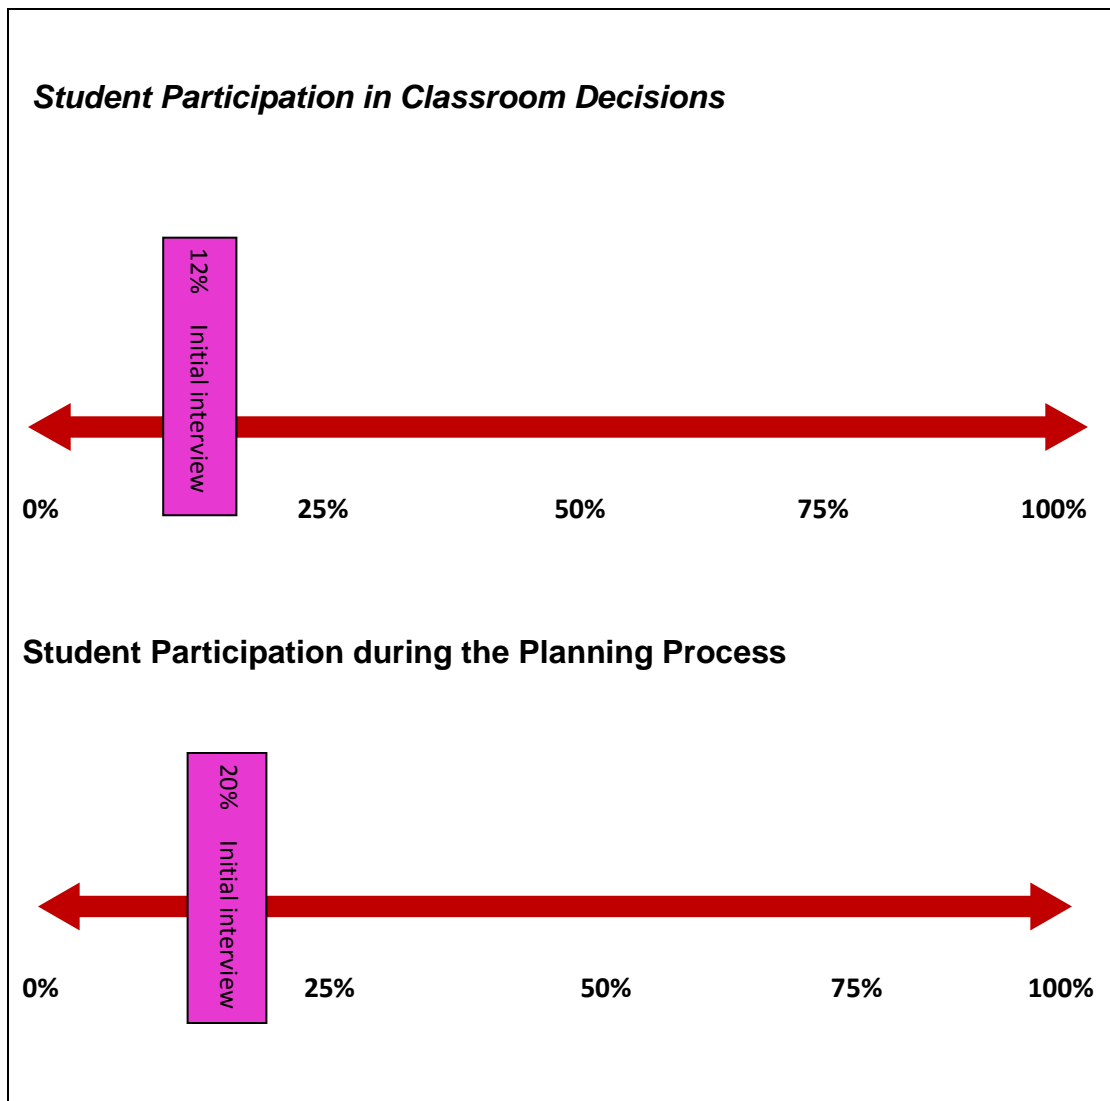 Student Participation in Classroom Decisions
12% Initial interview
0% 25% 50% 75% 100%
Student Participation during the Planning Process
20% Initial interview
0% 25% 50% 75% 100%